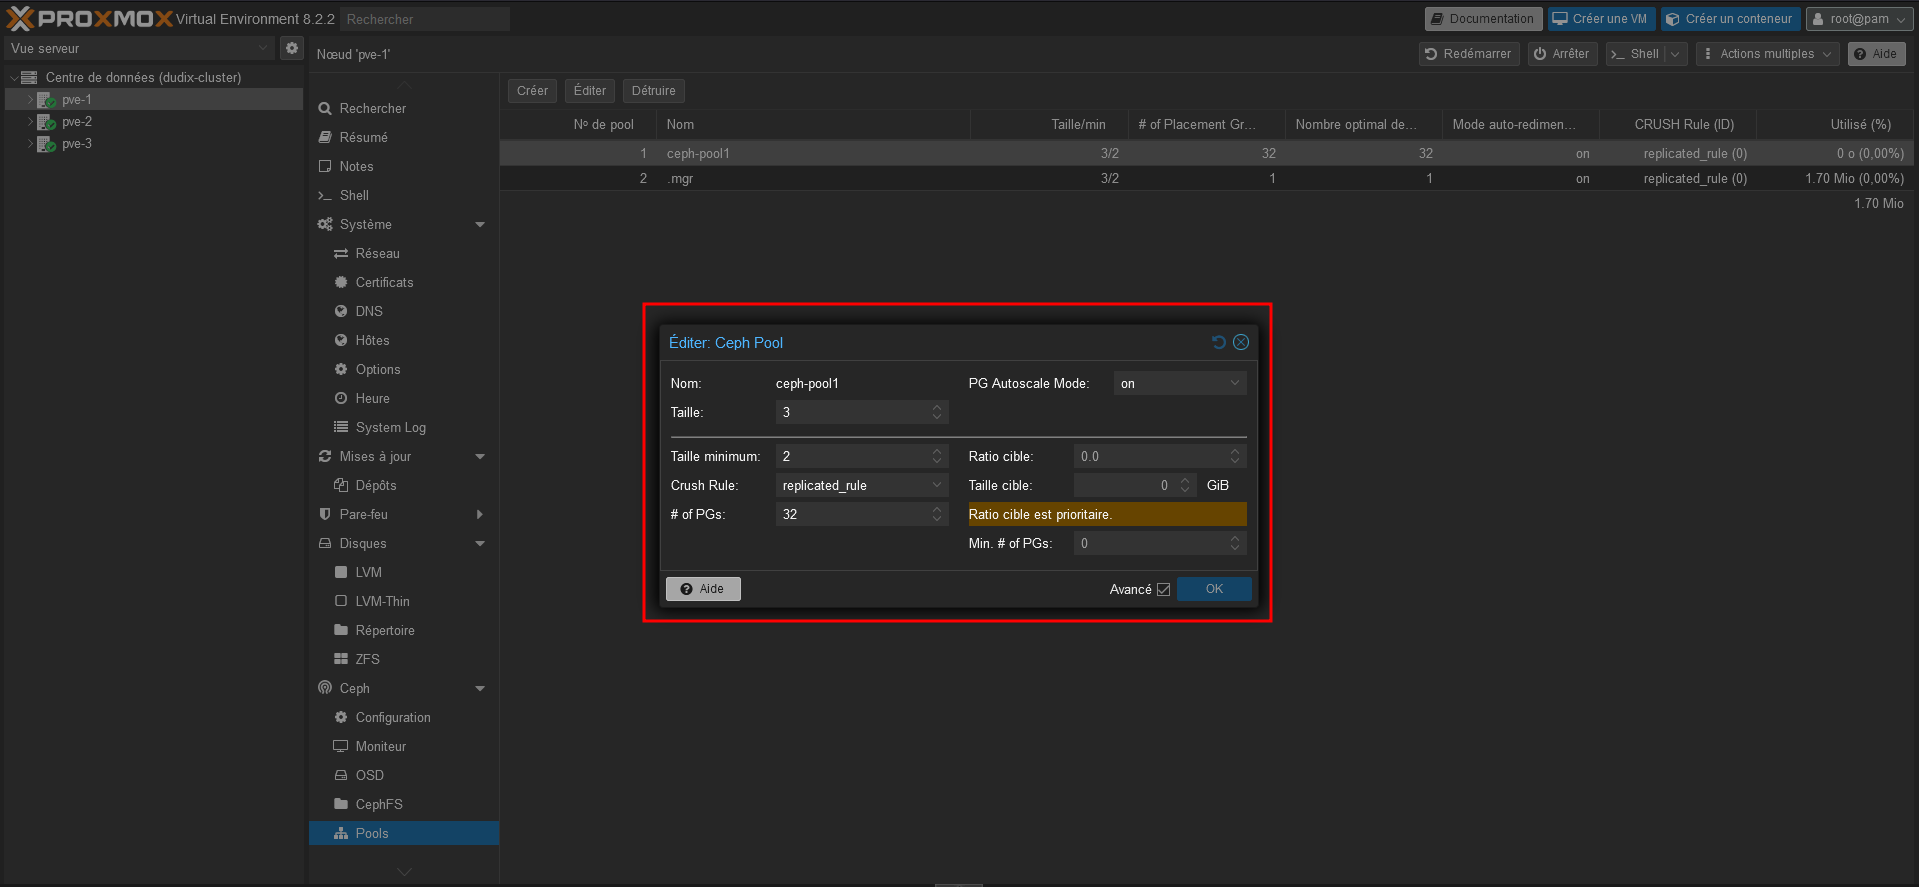 PROXMOX Virtual Environment 8.2.2 Rechercher Documentation Créer une VM Créer un conteneur root@pam
Vue serveur
Centre de données (dudix-cluster)
pve-1
pve-2
pve-3
Nœud 'pve-1' Redémarrer Arrêter Shell Actions multiples Aide
Rechercher
Résumé
Notes
Shell
Système
Réseau
Certificats
DNS
Hôtes
Options
Heure
System Log
Mises à jour
Dépôts
Pare-feu
Disques
LVM
LVM-Thin
Répertoire
ZFS
Ceph
Configuration
Moniteur
OSD
CephFS
Pools
Créer Éditer Détruire
Nº de pool Nom Taille/min # of Placement Gr... Nombre optimal de... Mode auto-redimen... CRUSH Rule (ID) Utilisé (%)
1 ceph-pool1 3/2 32 32 on replicated_rule (0) 0 o (0,00%)
2 .mgr 3/2 1 1 on replicated_rule (0) 1.70 Mio (0,00%)
1.70 Mio
Éditer: Ceph Pool
Nom: ceph-pool1 PG Autoscale Mode: on
Taille: 3
Taille minimum: 2 Ratio cible: 0.0
Crush Rule: replicated_rule Taille cible: 0 GiB
# of PGs: 32 Ratio cible est prioritaire.
Min. # of PGs: 0
Aide Avancé OK